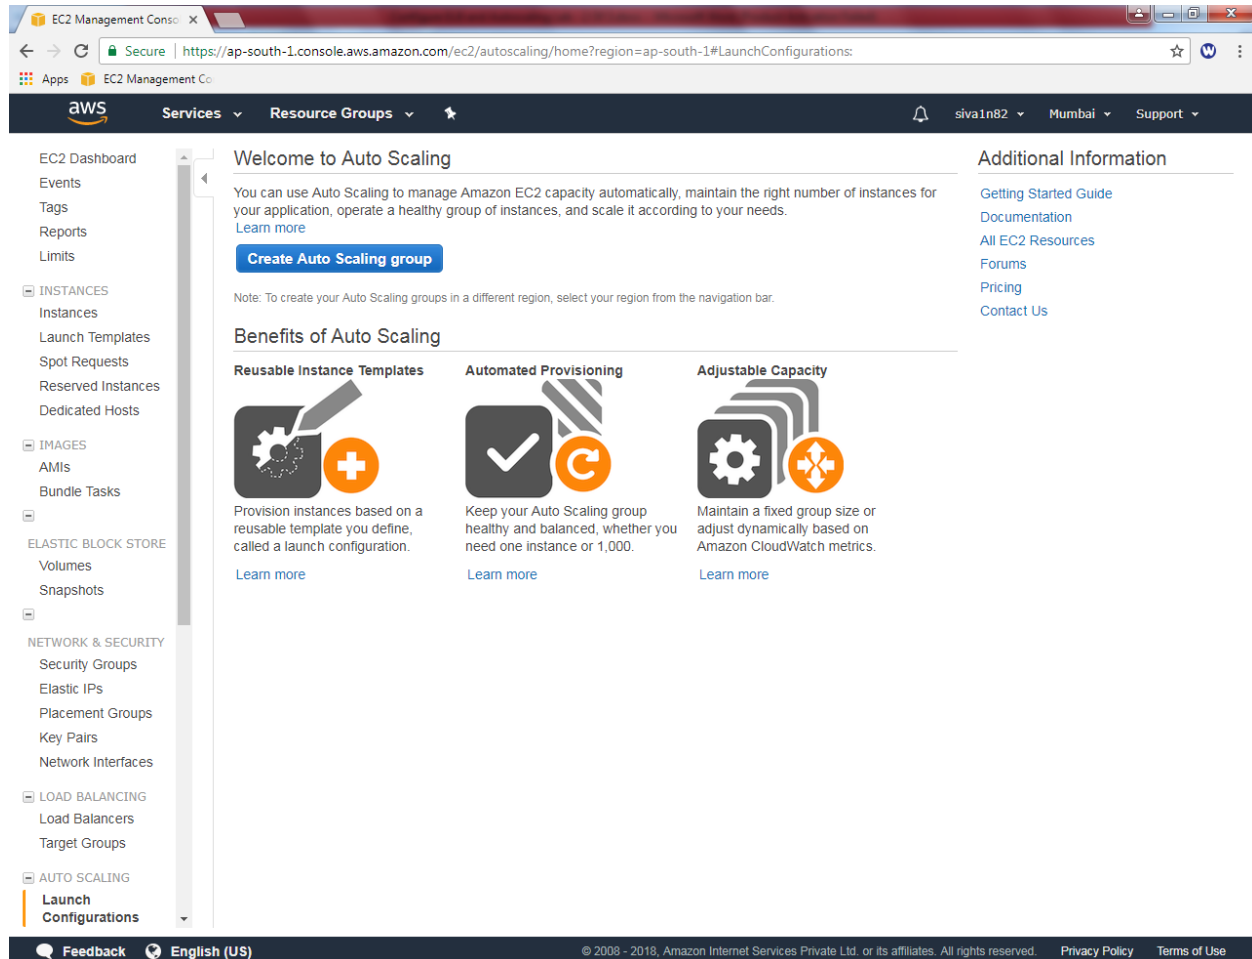 EC2 Management Conso
Secure | https://ap-south-1.console.aws.amazon.com/ec2/autoscaling/home?region=ap-south-1#LaunchConfigurations:
Apps EC2 Management Co
aws Services Resource Groups siva1n82 Mumbai Support
EC2 Dashboard
Events
Tags
Reports
Limits
INSTANCES
Instances
Launch Templates
Spot Requests
Reserved Instances
Dedicated Hosts
IMAGES
AMIs
Bundle Tasks
ELASTIC BLOCK STORE
Volumes
Snapshots
NETWORK & SECURITY
Security Groups
Elastic IPs
Placement Groups
Key Pairs
Network Interfaces
LOAD BALANCING
Load Balancers
Target Groups
AUTO SCALING
Launch
Configurations
Welcome to Auto Scaling
You can use Auto Scaling to manage Amazon EC2 capacity automatically, maintain the right number of instances for
your application, operate a healthy group of instances, and scale it according to your needs.
Learn more
Create Auto Scaling group
Note: To create your Auto Scaling groups in a different region, select your region from the navigation bar.
Benefits of Auto Scaling
Reusable Instance Templates
Provision instances based on a
reusable template you define,
called a launch configuration.
Learn more
Automated Provisioning
Keep your Auto Scaling group
healthy and balanced, whether you
need one instance or 1,000.
Learn more
Adjustable Capacity
Maintain a fixed group size or
adjust dynamically based on
Amazon CloudWatch metrics.
Learn more
Additional Information
Getting Started Guide
Documentation
All EC2 Resources
Forums
Pricing
Contact Us
Feedback English (US) © 2008 - 2018, Amazon Internet Services Private Ltd. or its affiliates. All rights reserved. Privacy Policy Terms of Use